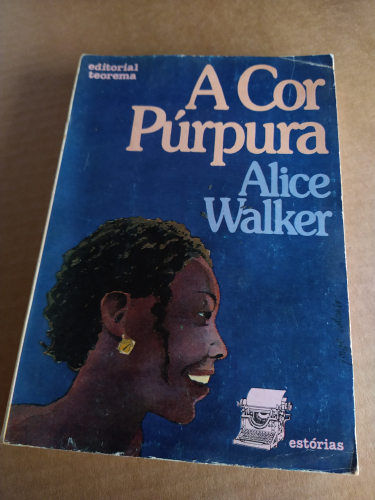 editorial
teorema
A Cor
Púrpura
Alice
Walker
estórias